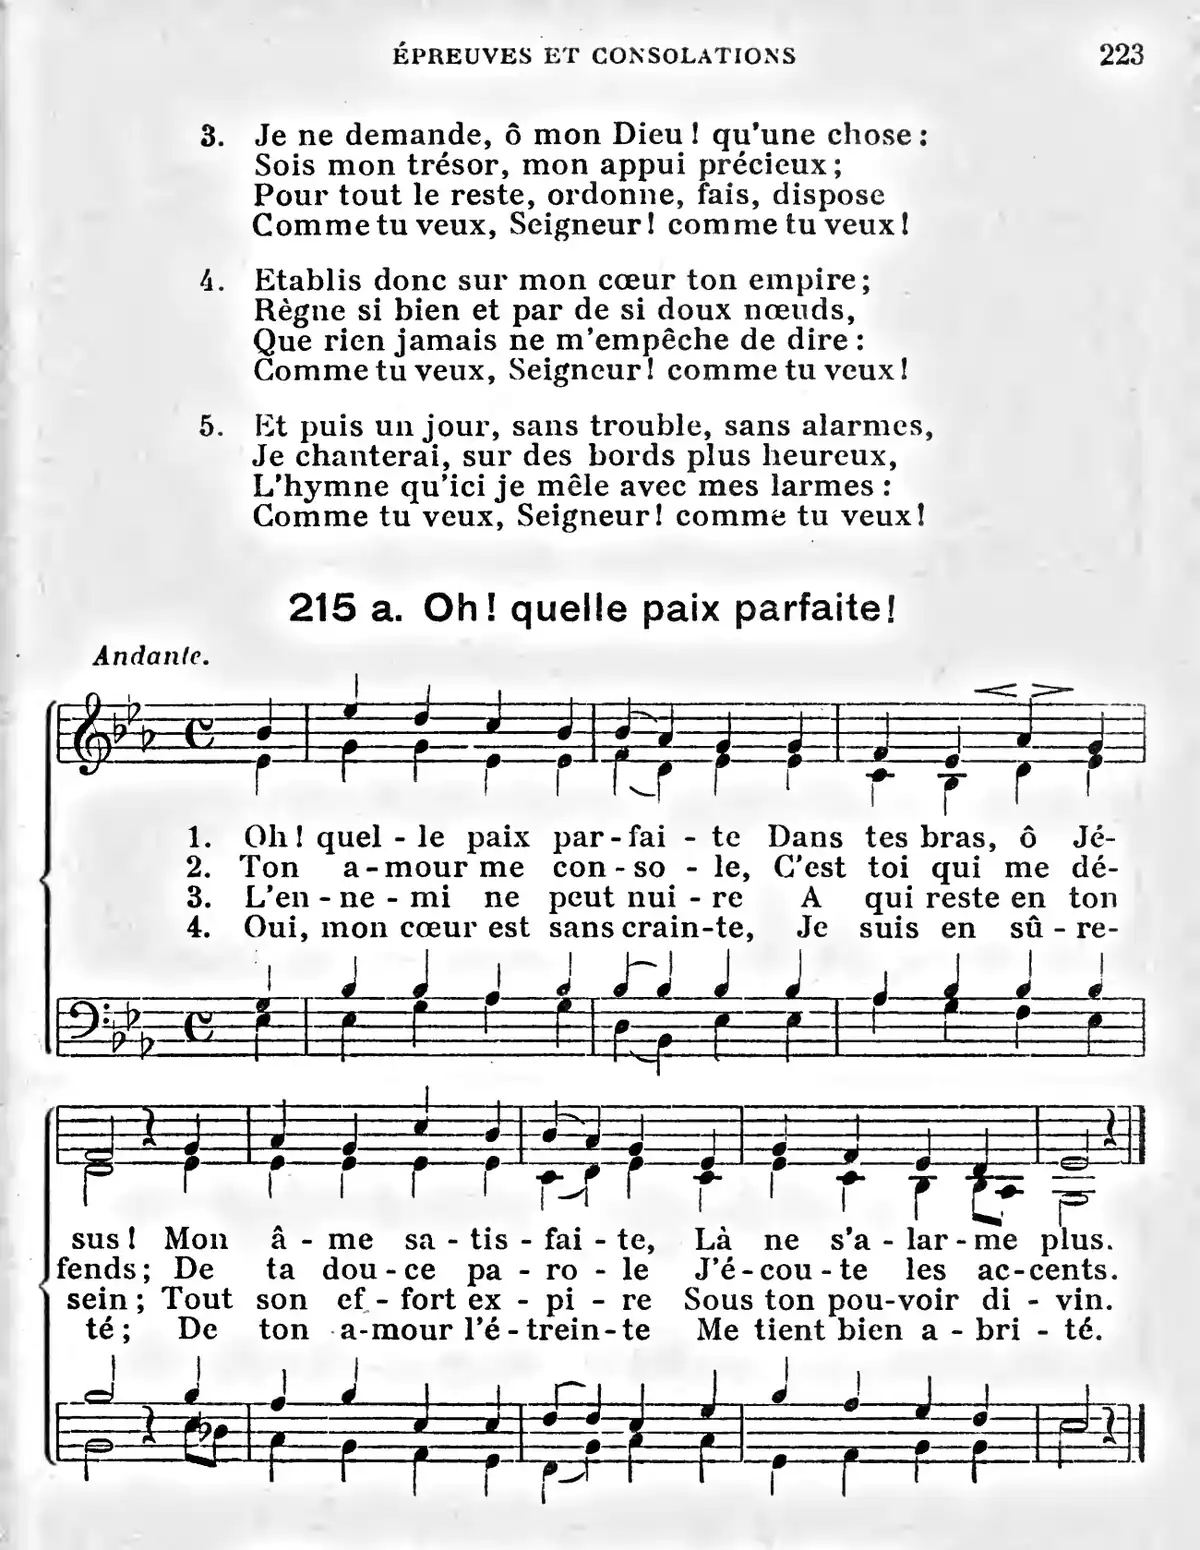 ÉPREUVES ET CONSOLATIONS 223
3. Je ne demande, ô mon Dieu ! qu'une chose :
Sois mon trésor, mon appui précieux ;
Pour tout le reste, ordonne, fais, dispose
Comme tu veux, Seigneur ! comme tu veux !
4. Etablis donc sur mon cœur ton empire ;
Règne si bien et par de si doux nœuds,
Que rien jamais ne m'empêche de dire :
Comme tu veux, Seigneur ! comme tu veux !
5. Et puis un jour, sans trouble, sans alarmes,
Je chanterai, sur des bords plus heureux,
L'hymne qu'ici je mêle avec mes larmes :
Comme tu veux, Seigneur ! comme tu veux !
215 a. Oh ! quelle paix parfaite !
Andante.
1. Oh ! quel - le paix par - fai - te Dans tes bras, ô Jé-
2. Ton a - mour me con - so - le, C'est toi qui me dé-
3. L'en - ne - mi ne peut nui - re A qui reste en ton
4. Oui, mon cœur est sans crain-te, Je suis en sû - re-
sus ! Mon â - me sa - tis - fai - te, Là ne s'a - lar - me plus.
fends ; De ta dou - ce pa - ro - le J'é - cou - te les ac - cents.
sein ; Tout son ef - fort ex - pi - re Sous ton pou-voir di - vin.
té ; De ton a-mour l'é - trein - te Me tient bien a - bri - té.